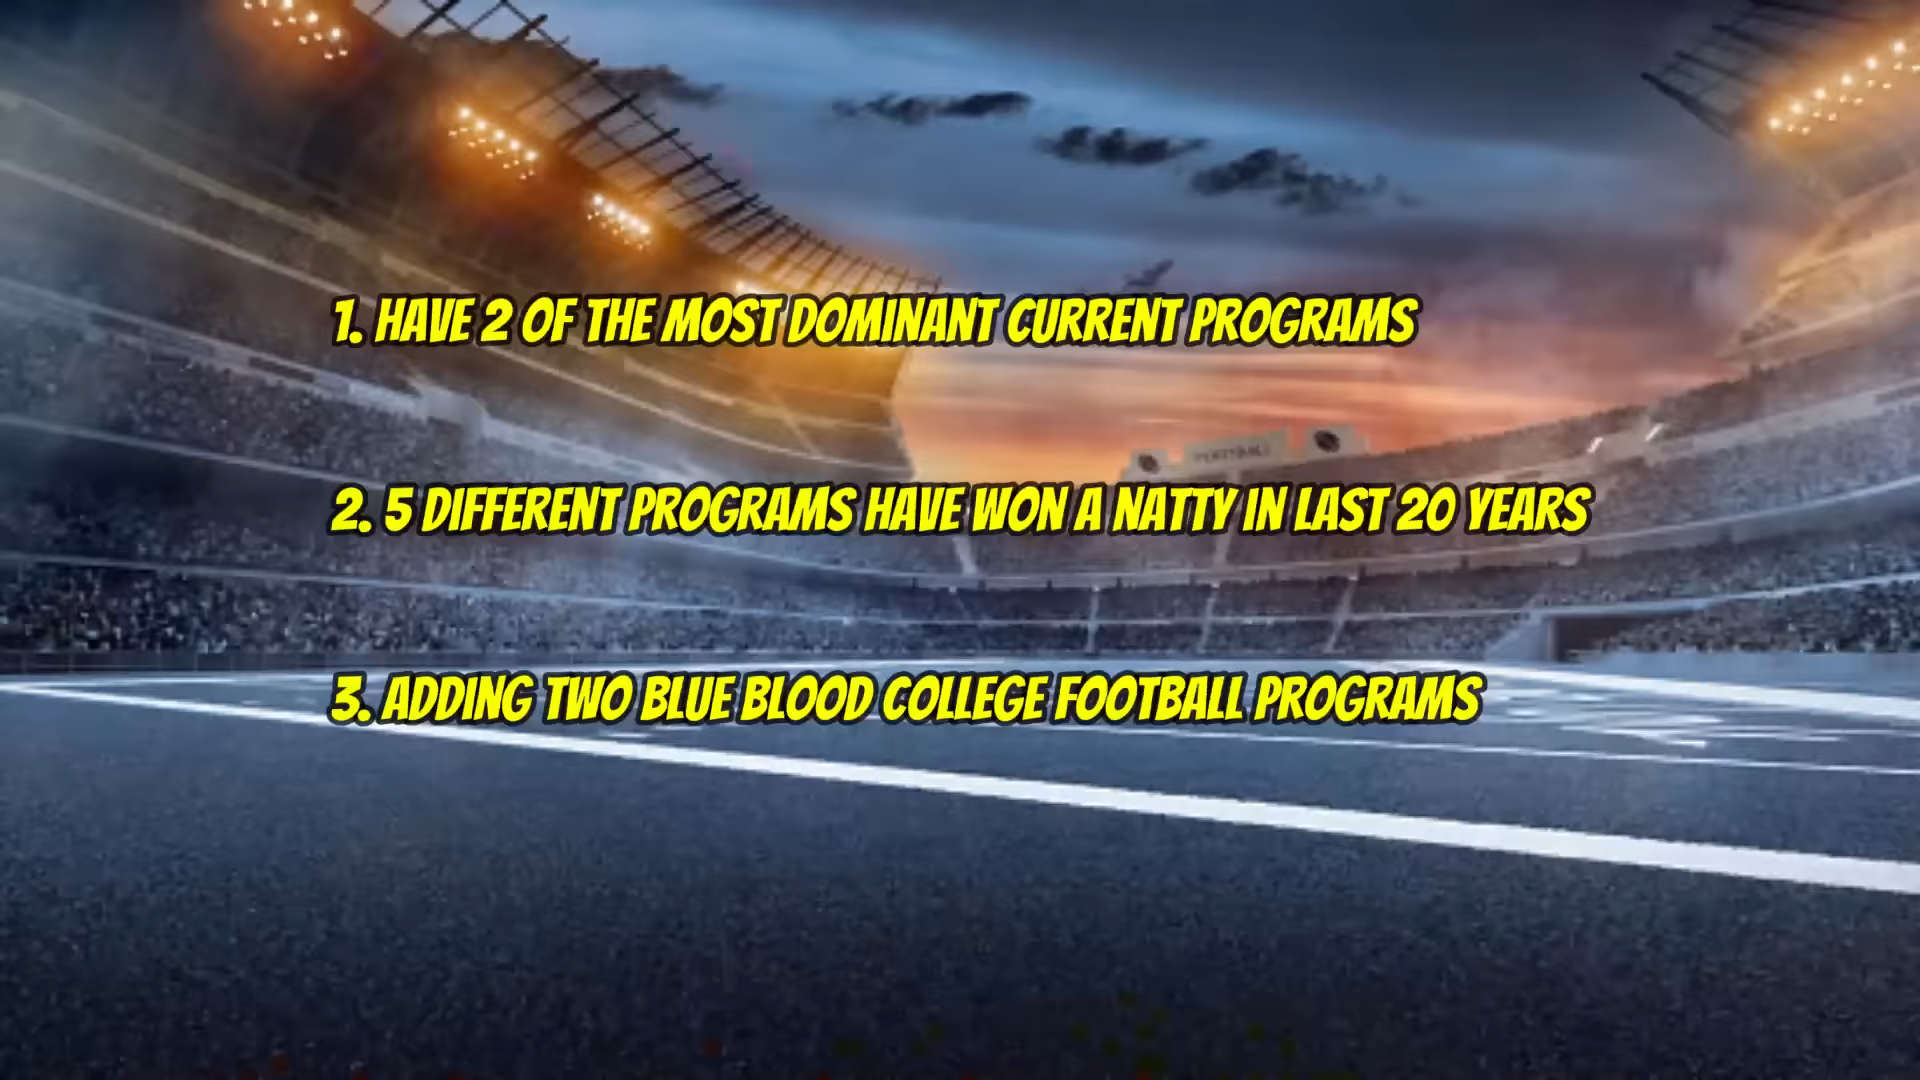 1. HAVE 2 OF THE MOST DOMINANT CURRENT PROGRAMS
FOOTBALL
2. 5 DIFFERENT PROGRAMS HAVE WON A NATTY IN LAST 20 YEARS
3. ADDING TWO BLUE BLOOD COLLEGE FOOTBALL PROGRAMS